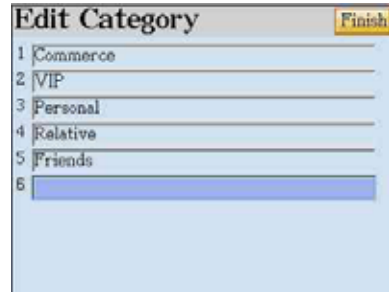 Edit Category Finish
1 Commerce
2 VIP
3 Personal
4 Relative
5 Friends
6